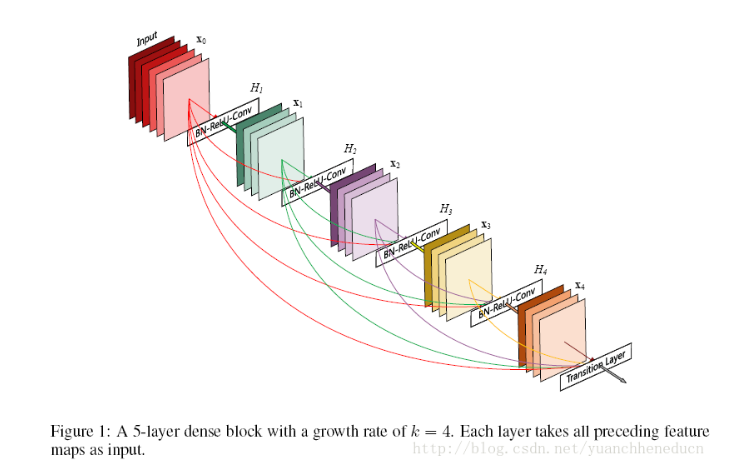 Input
x0
H1
BN-ReLU-Conv
x1
H2
BN-ReLU-Conv
x2
H3
BN-ReLU-Conv
x3
H4
BN-ReLU-Conv
x4
Transition Layer
Figure 1: A 5-layer dense block with a growth rate of k = 4. Each layer takes all preceding feature
maps as input.
http://blog.csdn.net/yuanchheneducn